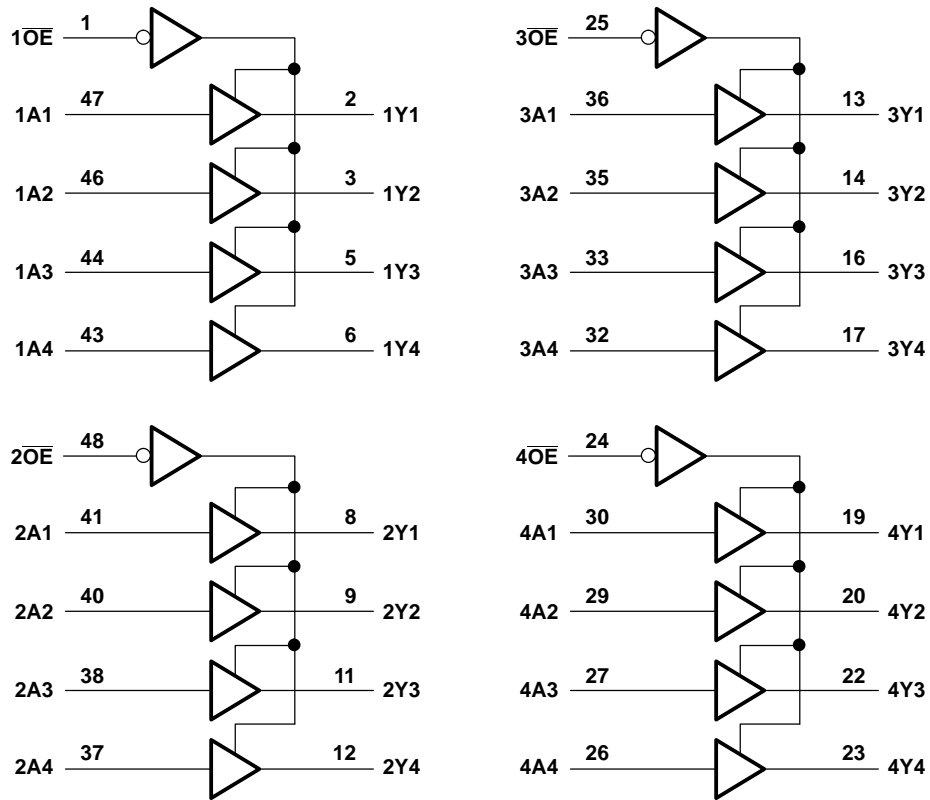 1OE 1
1A1 47 2 1Y1
1A2 46 3 1Y2
1A3 44 5 1Y3
1A4 43 6 1Y4
3OE 25
3A1 36 13 3Y1
3A2 35 14 3Y2
3A3 33 16 3Y3
3A4 32 17 3Y4
2OE 48
2A1 41 8 2Y1
2A2 40 9 2Y2
2A3 38 11 2Y3
2A4 37 12 2Y4
4OE 24
4A1 30 19 4Y1
4A2 29 20 4Y2
4A3 27 22 4Y3
4A4 26 23 4Y4